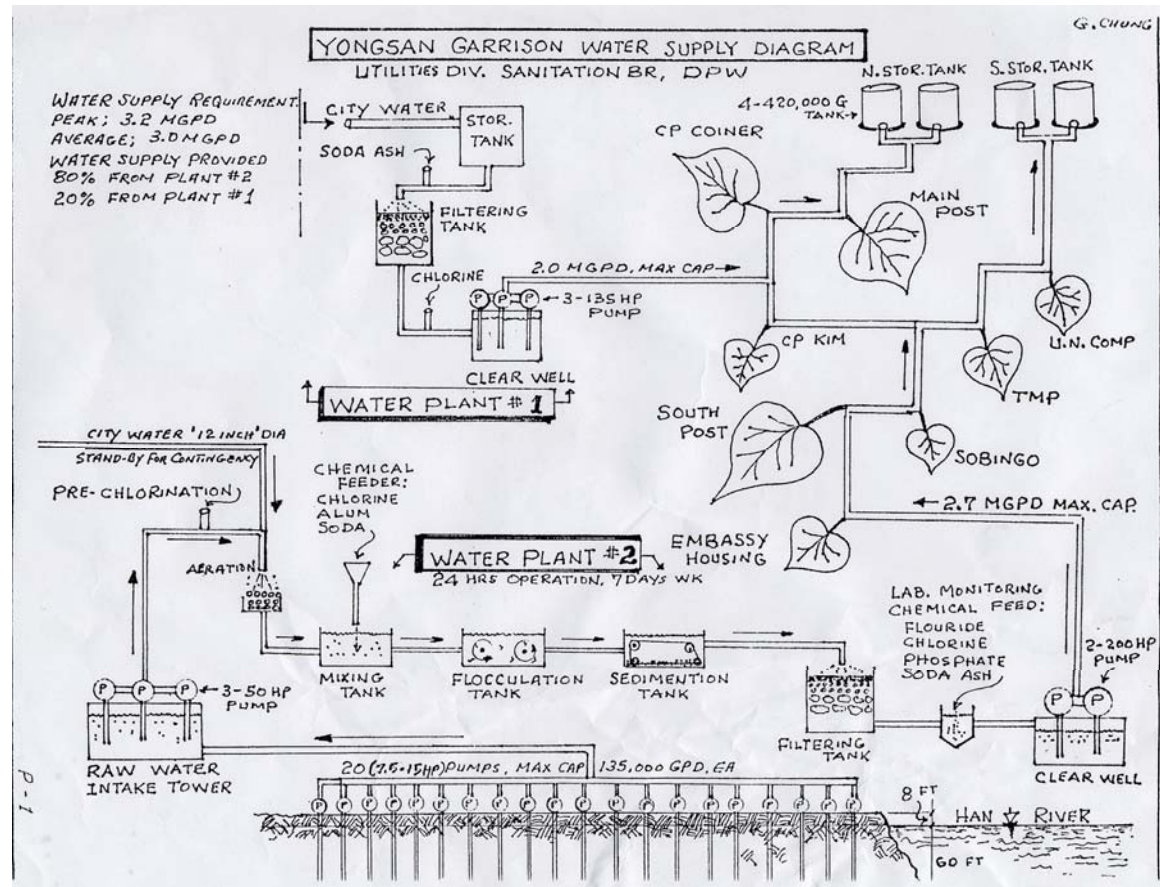 G. CHUNG
YONGSAN GARRISON WATER SUPPLY DIAGRAM
UTILITIES DIV. SANITATION BR, DPW
WATER SUPPLY REQUIREMENT
PEAK; 3.2 MGPD
AVERAGE; 3.0 MGPD
WATER SUPPLY PROVIDED
80% FROM PLANT #2
20% FROM PLANT #1
CITY WATER
STOR.
TANK
SODA ASH
FILTERING
TANK
CHLORINE
2.0 MGPD, MAX CAP
P P P
3-135 HP
PUMP
CLEAR WELL
WATER PLANT #1
N. STOR. TANK
S. STOR. TANK
4-420,000 G
TANK
CP COINER
MAIN
POST
CP KIM
U.N. COMP
TMP
SOUTH
POST
SOBINGO
EMBASSY
HOUSING
2.7 MGPD MAX. CAP.
CITY WATER '12 INCH' DIA
STAND-BY FOR CONTINGENCY
PRE-CHLORINATION
AERATION
CHEMICAL
FEEDER:
CHLORINE
ALUM
SODA
WATER PLANT #2
24 HRS OPERATION, 7 DAYS WK
MIXING
TANK
FLOCCULATION
TANK
SEDIMENTION
TANK
FILTERING
TANK
LAB. MONITORING
CHEMICAL FEED:
FLOURIDE
CHLORINE
PHOSPHATE
SODA ASH
2-200 HP
PUMP
P P
CLEAR WELL
P P P
3-50 HP
PUMP
RAW WATER
INTAKE TOWER
20 (7.5-15HP) PUMPS, MAX CAP 135,000 GPD, EA
P P P P P P P P P P P P P P P P P
8 FT
HAN RIVER
60 FT
P-1